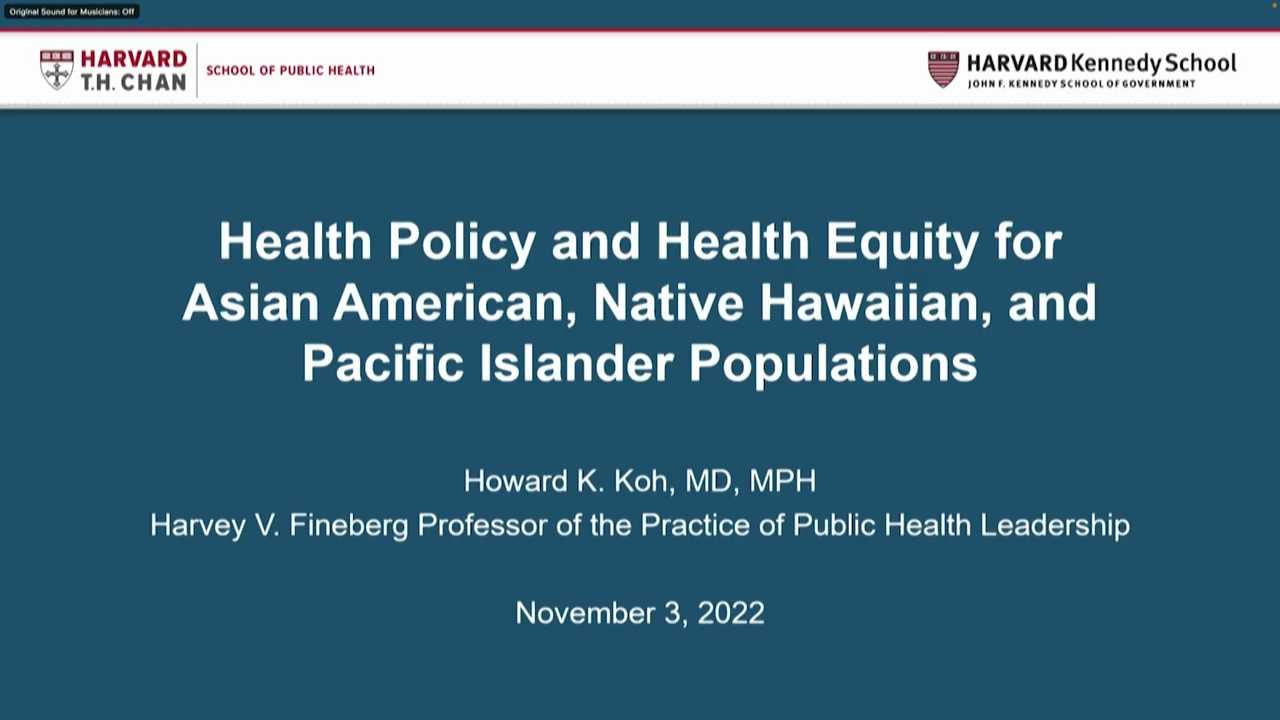 Original Sound for Musicians: Off
HARVARD
T.H. CHAN
SCHOOL OF PUBLIC HEALTH
HARVARD Kennedy School
JOHN F. KENNEDY SCHOOL OF GOVERNMENT
Health Policy and Health Equity for
Asian American, Native Hawaiian, and
Pacific Islander Populations
Howard K. Koh, MD, MPH
Harvey V. Fineberg Professor of the Practice of Public Health Leadership
November 3, 2022